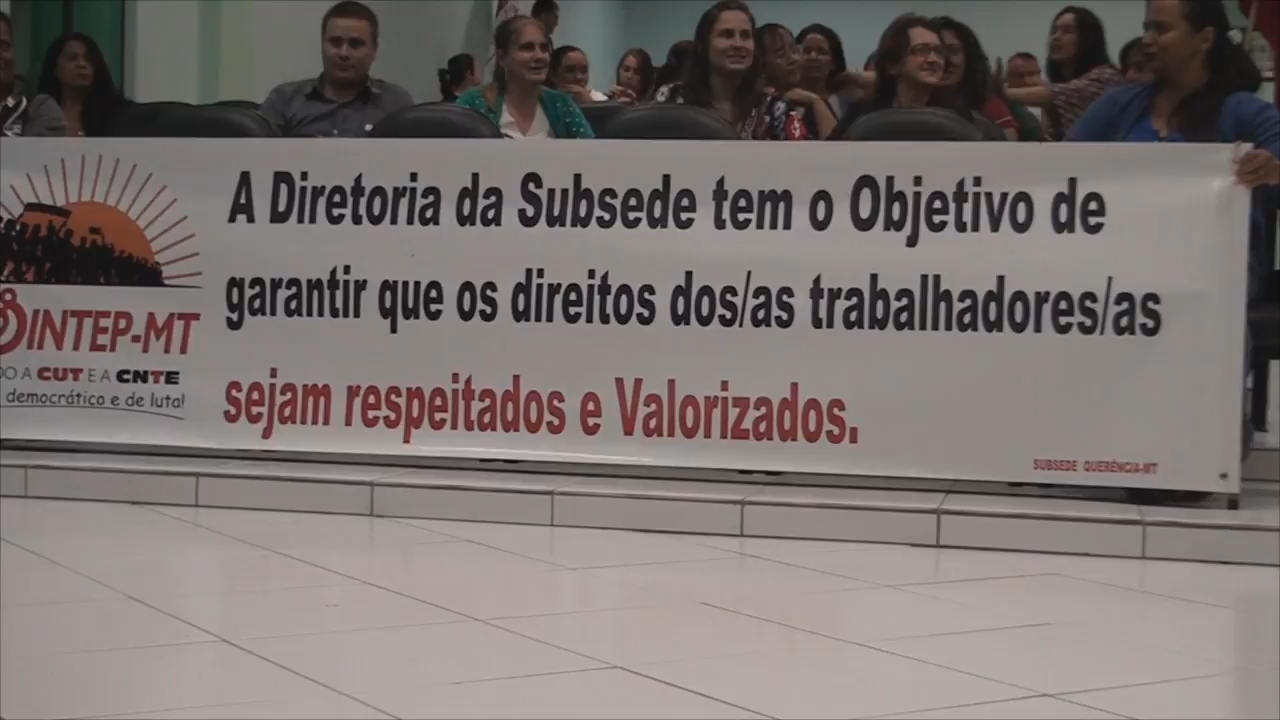 A Diretoria da Subsede tem o Objetivo de
garantir que os direitos dos/as trabalhadores/as
sejam respeitados e Valorizados.
SINTEP-MT
DO A CUT E A CNTE
democrático e de luta!
SUBSEDE QUERÊNCIA-MT